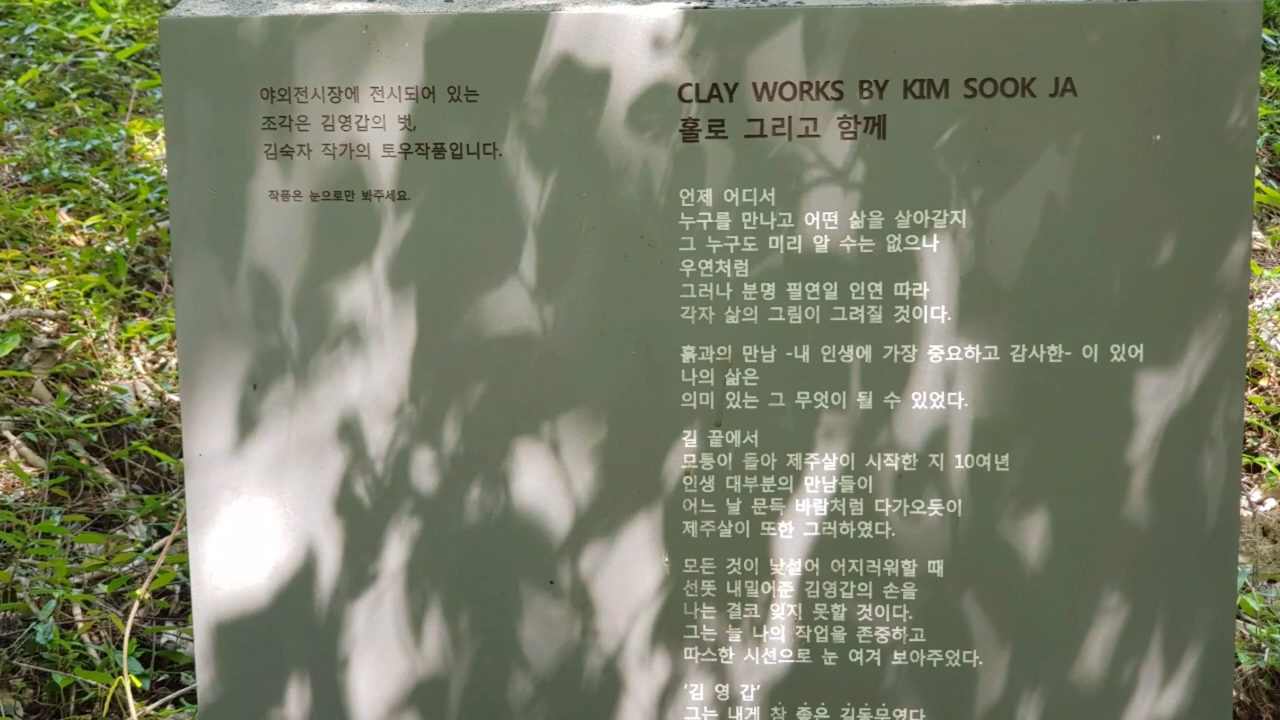 야외전시장에 전시되어 있는
조각은 김영갑의 벗,
김숙자 작가의 토우작품입니다.
작품은 눈으로만 봐주세요.
CLAY WORKS BY KIM SOOK JA
홀로 그리고 함께
언제 어디서
누구를 만나고 어떤 삶을 살아갈지
그 누구도 미리 알 수는 없으나
우연처럼
그러나 분명 필연일 인연 따라
각자 삶의 그림이 그려질 것이다.
흙과의 만남 -내 인생에 가장 중요하고 감사한- 이 있어
나의 삶은
의미 있는 그 무엇이 될 수 있었다.
길 끝에서
모퉁이 돌아 제주살이 시작한 지 10여년
인생 대부분의 만남들이
어느 날 문득 바람처럼 다가오듯이
제주살이 또한 그러하였다.
모든 것이 낯설어 어지러워할 때
선뜻 내밀어준 김영갑의 손을
나는 결코 잊지 못할 것이다.
그는 늘 나의 작업을 존중하고
따스한 시선으로 눈 여겨 보아주었다.
'김 영 갑'
그는 내게 참 좋은 길동무였다